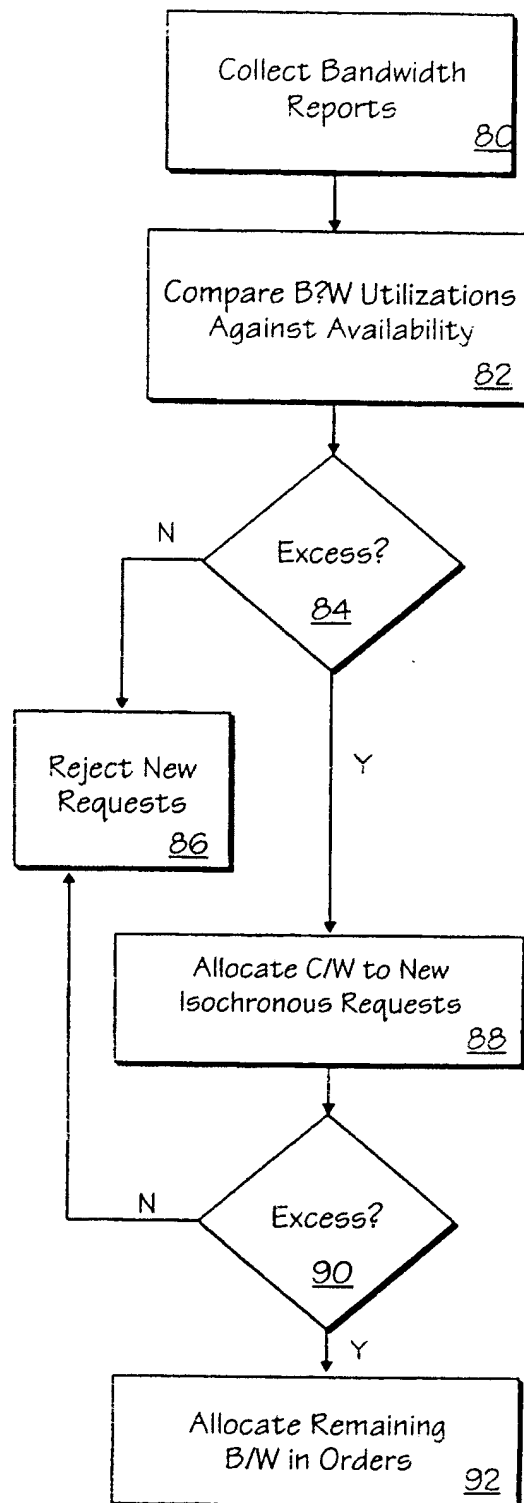 Collect Bandwidth
Reports
80
Compare B?W Utilizations
Against Availability
82
Excess?
84
N
Y
Reject New
Requests
86
Allocate C/W to New
Isochronous Requests
88
Excess?
90
N
Y
Allocate Remaining
B/W in Orders
92